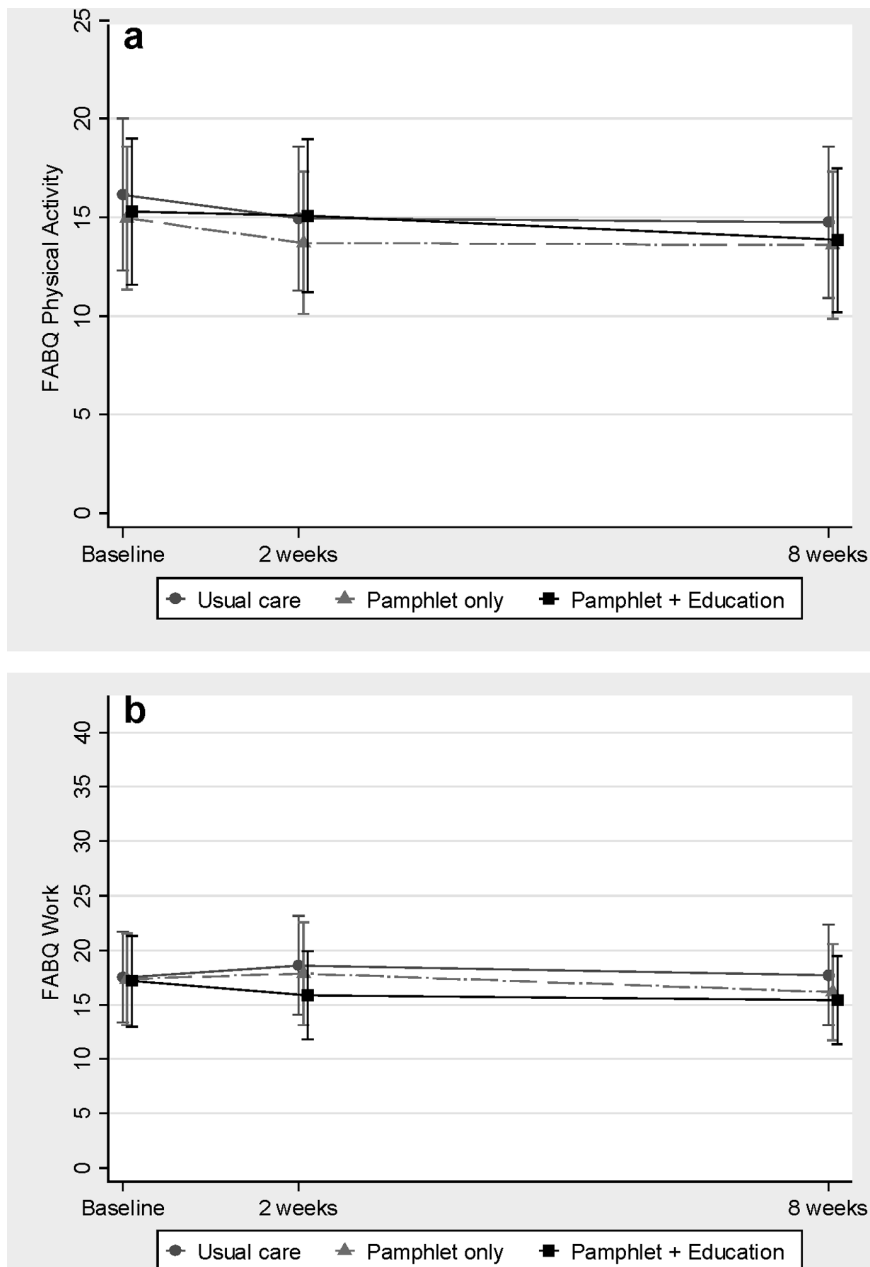 a
25
20
15
10
5
0
FABQ Physical Activity
Baseline 2 weeks 8 weeks
Usual care Pamphlet only Pamphlet + Education
b
40
35
30
25
20
15
10
5
0
FABQ Work
Baseline 2 weeks 8 weeks
Usual care Pamphlet only Pamphlet + Education